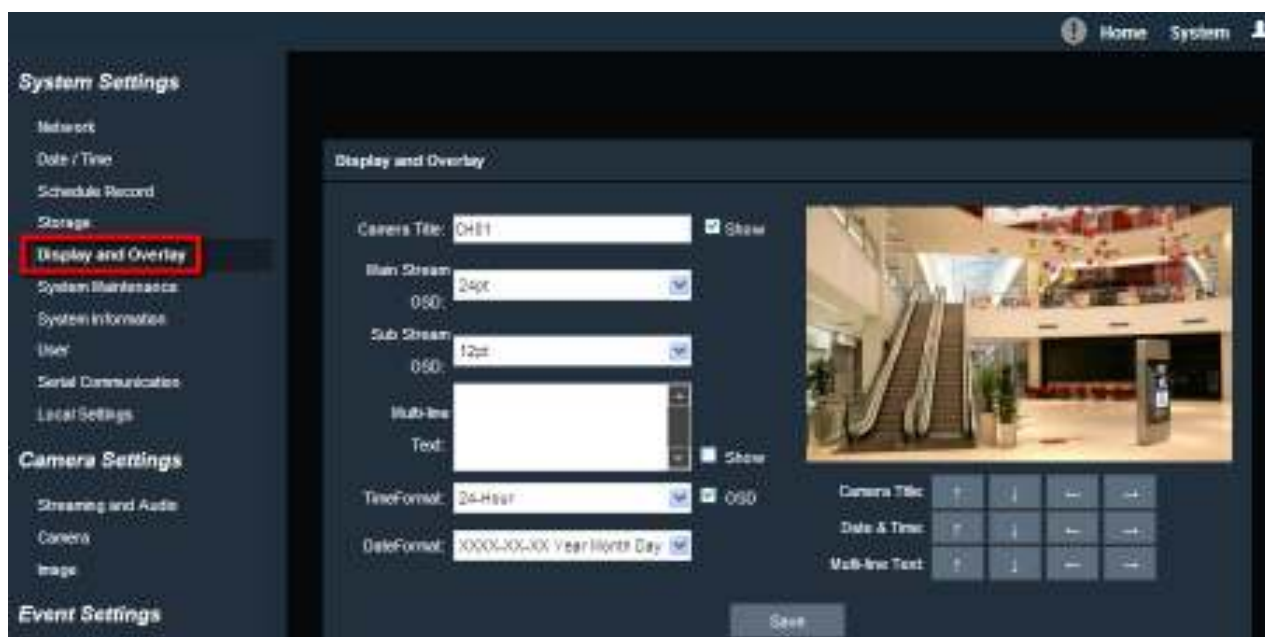 Home System
System Settings
Network
Date / Time
Schedule Record
Storage
Display and Overlay
System Maintenance
System Information
User
Serial Communication
Local Settings
Camera Settings
Streaming and Audio
Camera
Image
Event Settings
Display and Overlay
Camera Title: CH01 Show
Main Stream OSD: 24pt
Sub Stream OSD: 12pt
Multi-line Text: Show
TimeFormat: 24-Hour OSD
DateFormat: XXXX-XX-XX Year Month Day
Camera Title: ↑ ↓ ← →
Date & Time: ↑ ↓ ← →
Multi-line Text: ↑ ↓ ← →
Save